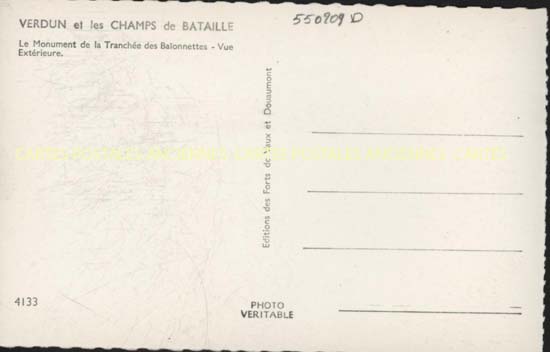 VERDUN et les CHAMPS de BATAILLE
Le Monument de la Tranchée des Baïonnettes - Vue
Extérieure.
550909 D
Editions des Forts de Vaux et Douaumont
4133
PHOTO
VERITABLE